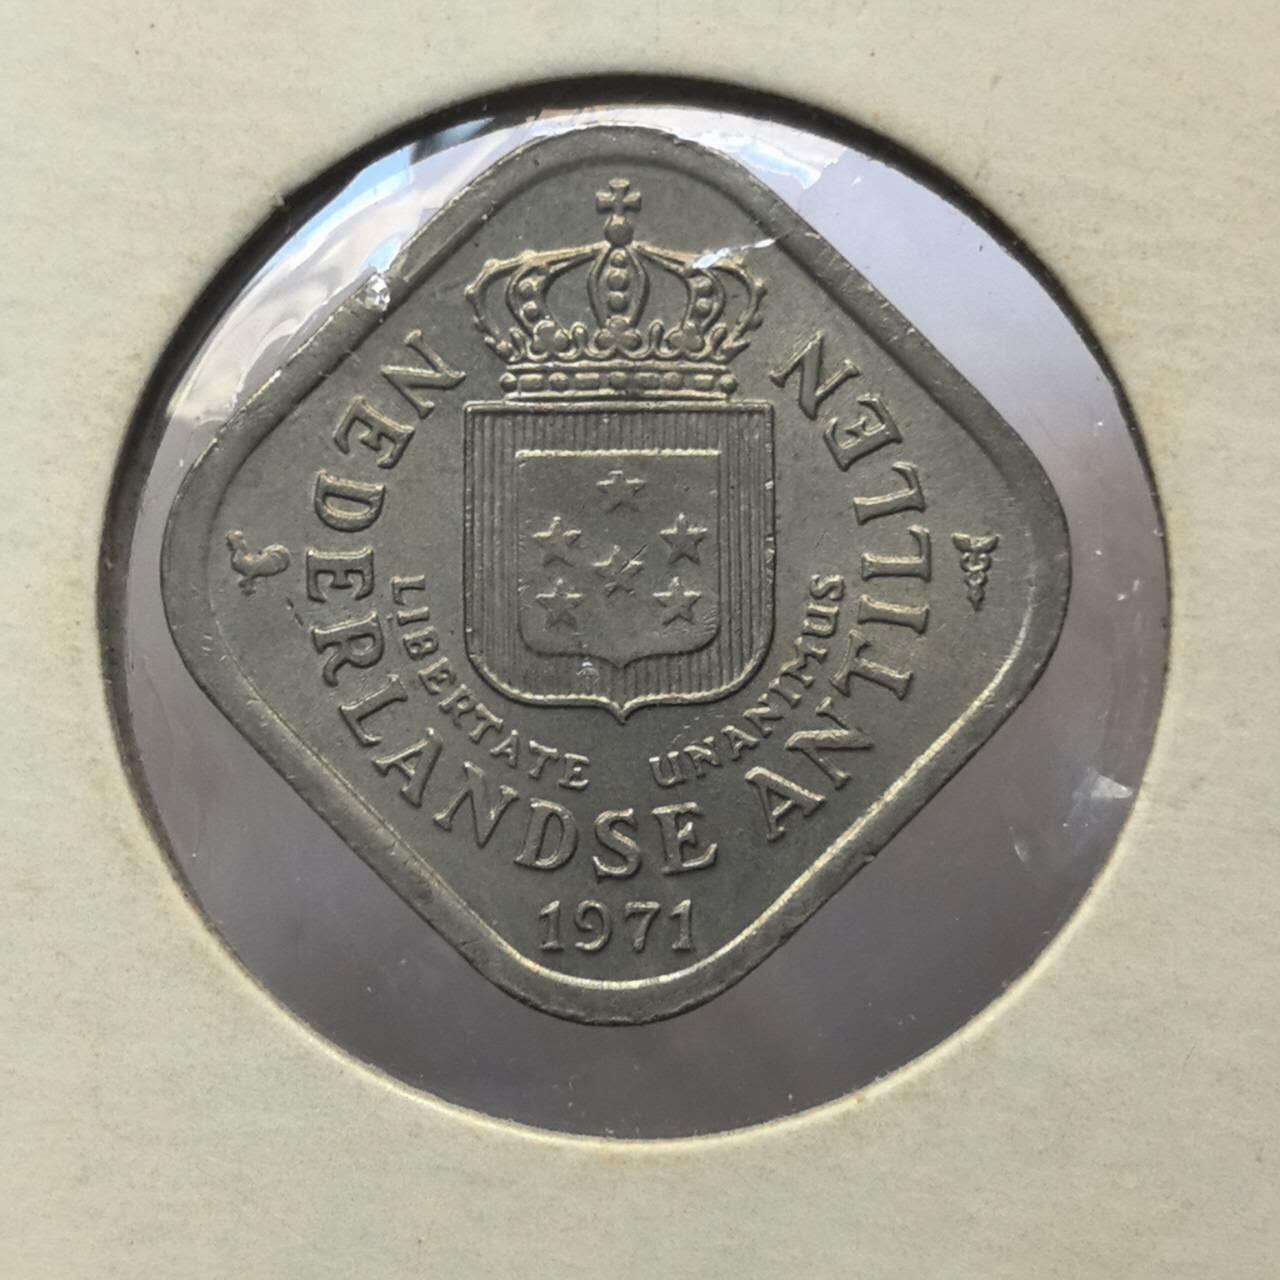 NEDERLANDSE ANTILLEN
LIBERTATE UNANIMUS
1971